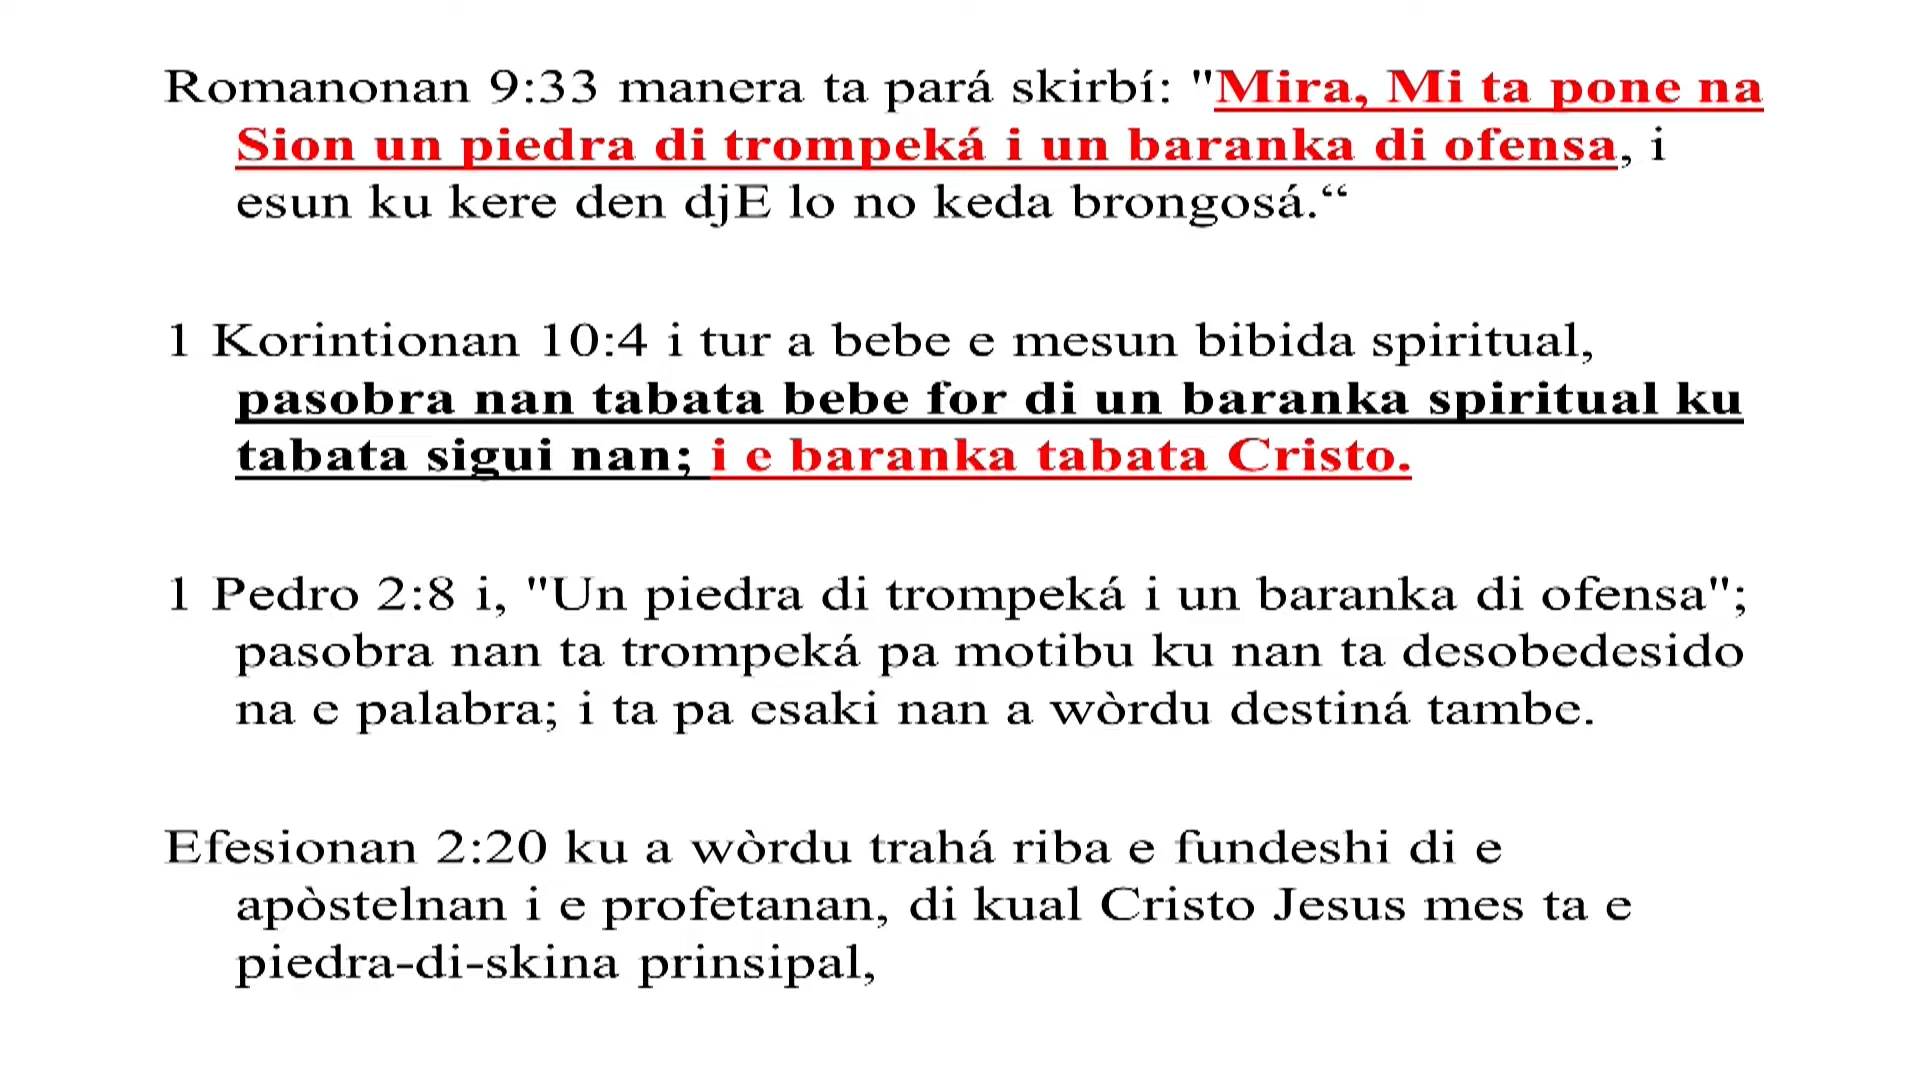 Romanonan 9:33 manera ta pará skirbí: "Mira, Mi ta pone na
Sion un piedra di trompeká i un baranka di ofensa, i
esun ku kere den djE lo no keda brongosá.“
1 Korintionan 10:4 i tur a bebe e mesun bibida spiritual,
pasobra nan tabata bebe for di un baranka spiritual ku
tabata sigui nan; i e baranka tabata Cristo.
1 Pedro 2:8 i, "Un piedra di trompeká i un baranka di ofensa";
pasobra nan ta trompeká pa motibu ku nan ta desobedesido
na e palabra; i ta pa esaki nan a wòrdu destiná tambe.
Efesionan 2:20 ku a wòrdu trahá riba e fundeshi di e
apòstelnan i e profetanan, di kual Cristo Jesus mes ta e
piedra-di-skina prinsipal,